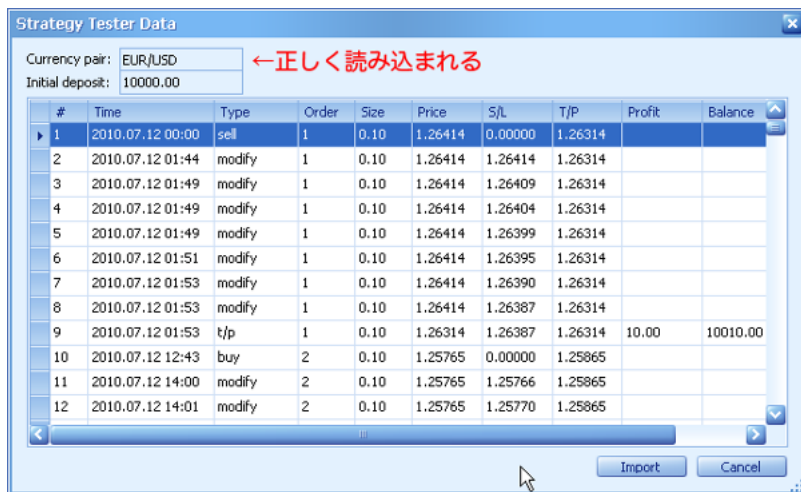 Strategy Tester Data
Currency pair: EUR/USD ←正しく読み込まれる
Initial deposit: 10000.00
# Time Type Order Size Price S/L T/P Profit Balance
1 2010.07.12 00:00 sell 1 0.10 1.26414 0.00000 1.26314
2 2010.07.12 01:44 modify 1 0.10 1.26414 1.26414 1.26314
3 2010.07.12 01:49 modify 1 0.10 1.26414 1.26409 1.26314
4 2010.07.12 01:49 modify 1 0.10 1.26414 1.26404 1.26314
5 2010.07.12 01:49 modify 1 0.10 1.26414 1.26399 1.26314
6 2010.07.12 01:51 modify 1 0.10 1.26414 1.26395 1.26314
7 2010.07.12 01:53 modify 1 0.10 1.26414 1.26390 1.26314
8 2010.07.12 01:53 modify 1 0.10 1.26414 1.26387 1.26314
9 2010.07.12 01:53 t/p 1 0.10 1.26314 1.26387 1.26314 10.00 10010.00
10 2010.07.12 12:43 buy 2 0.10 1.25765 0.00000 1.25865
11 2010.07.12 14:00 modify 2 0.10 1.25765 1.25766 1.25865
12 2010.07.12 14:01 modify 2 0.10 1.25765 1.25770 1.25865
Import Cancel